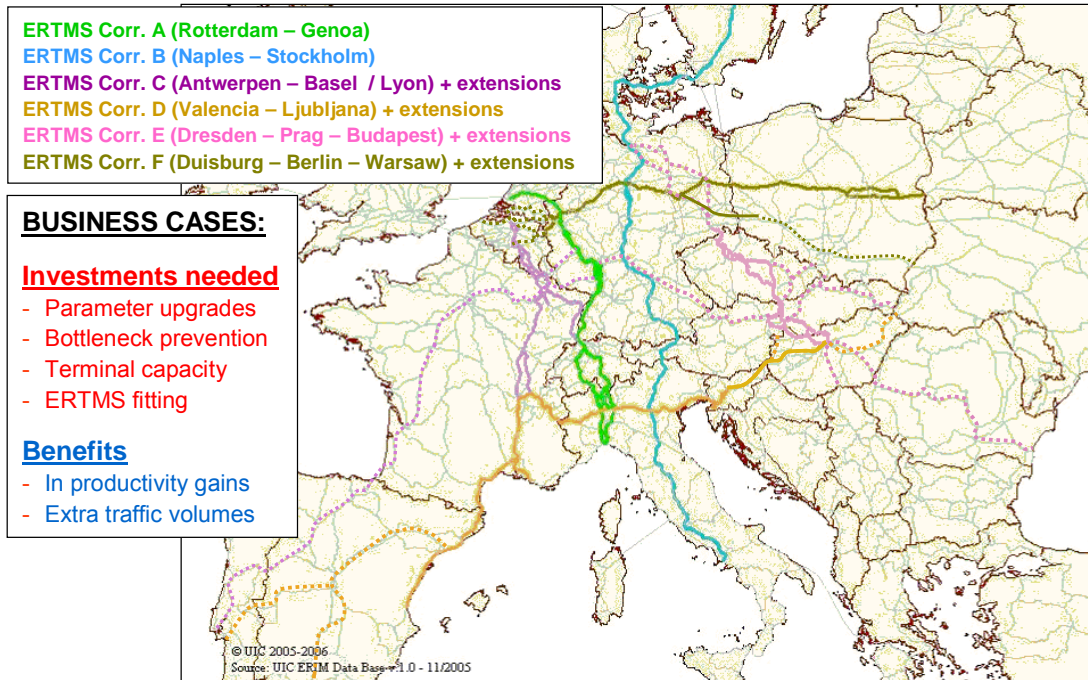 ERTMS Corr. A (Rotterdam – Genoa)
ERTMS Corr. B (Naples – Stockholm)
ERTMS Corr. C (Antwerpen – Basel / Lyon) + extensions
ERTMS Corr. D (Valencia – Ljubljana) + extensions
ERTMS Corr. E (Dresden – Prag – Budapest) + extensions
ERTMS Corr. F (Duisburg – Berlin – Warsaw) + extensions
BUSINESS CASES:
Investments needed
- Parameter upgrades
- Bottleneck prevention
- Terminal capacity
- ERTMS fitting
Benefits
- In productivity gains
- Extra traffic volumes
© UIC 2005-2006
Source: UIC ERIM Data Base v.1.0 - 11/2005